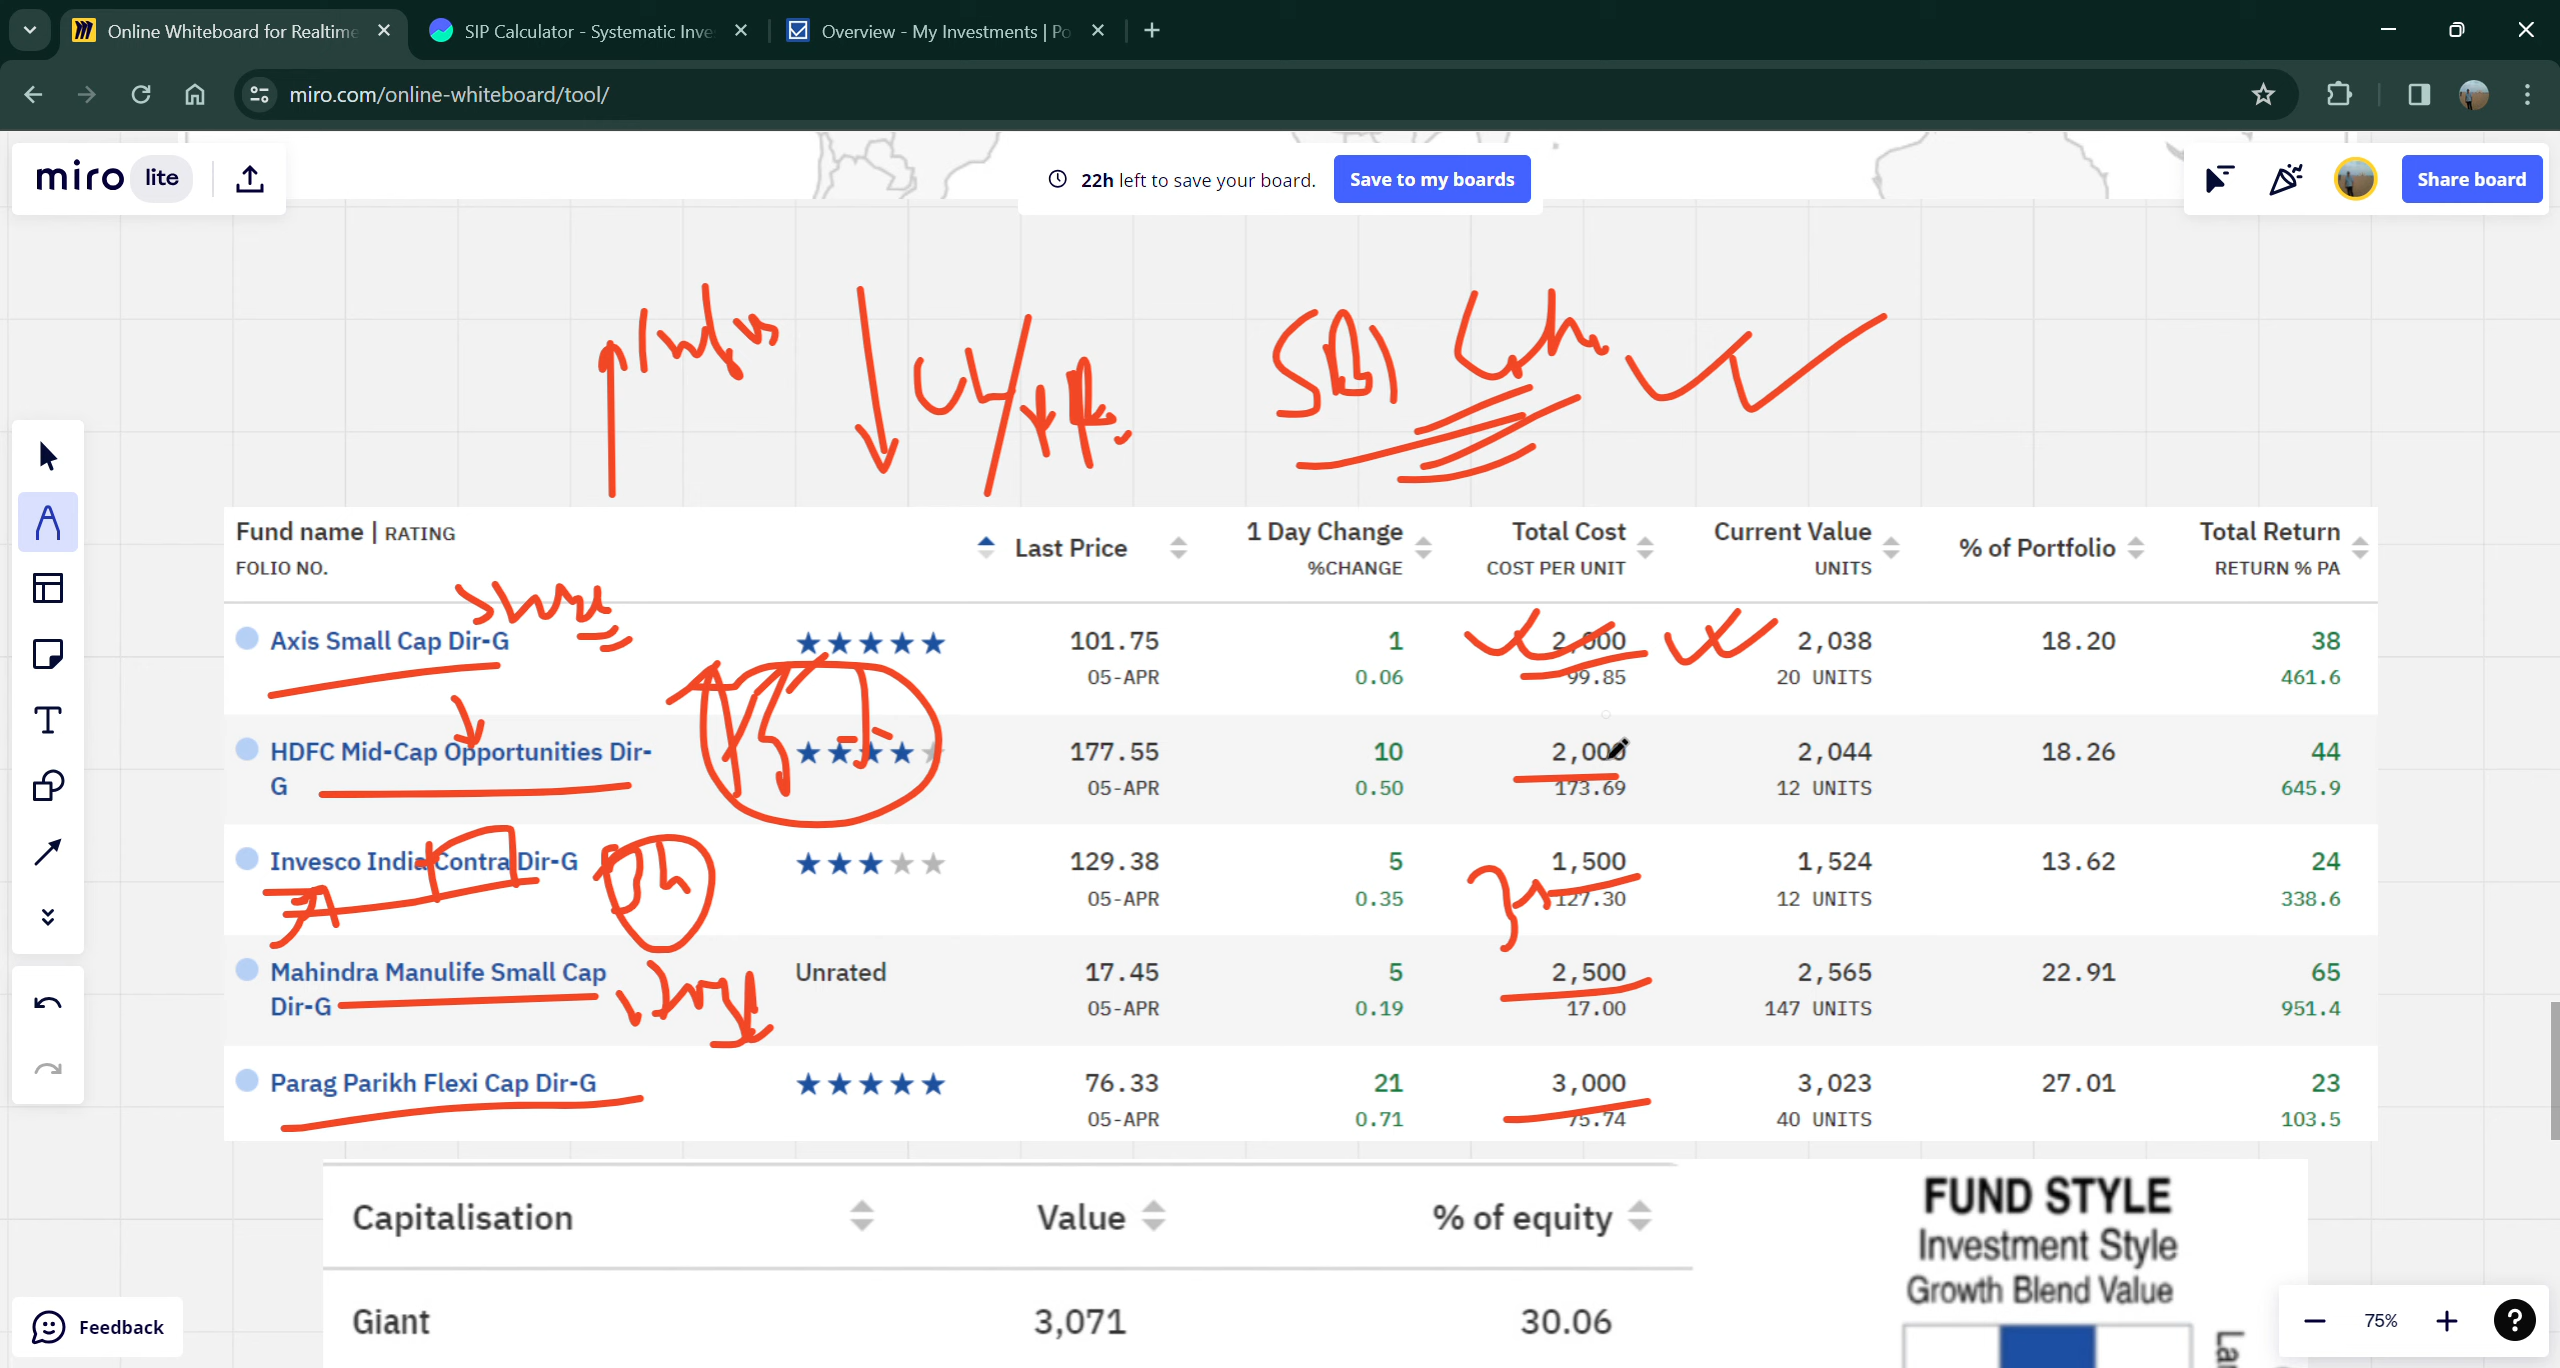 Online Whiteboard for Realtime
SIP Calculator - Systematic Inve
Overview - My Investments | Po
miro.com/online-whiteboard/tool/
miro lite
22h left to save your board.
Save to my boards
Share board
SBI
Fund name | RATING
FOLIO NO.
Last Price
1 Day Change
%CHANGE
Total Cost
COST PER UNIT
Current Value
UNITS
% of Portfolio
Total Return
RETURN % PA
Axis Small Cap Dir-G
101.75
05-APR
1
0.06
2,000
99.85
2,038
20 UNITS
18.20
38
461.6
HDFC Mid-Cap Opportunities Dir-
G
177.55
05-APR
10
0.50
2,000
173.69
2,044
12 UNITS
18.26
44
645.9
Invesco India Contra Dir-G
129.38
05-APR
5
0.35
1,500
127.30
1,524
12 UNITS
13.62
24
338.6
Mahindra Manulife Small Cap
Dir-G
Unrated
17.45
05-APR
5
0.19
2,500
17.00
2,565
147 UNITS
22.91
65
951.4
Parag Parikh Flexi Cap Dir-G
76.33
05-APR
21
0.71
3,000
75.74
3,023
40 UNITS
27.01
23
103.5
Capitalisation
Value
% of equity
Giant
3,071
30.06
FUND STYLE
Investment Style
Growth Blend Value
Feedback
75%